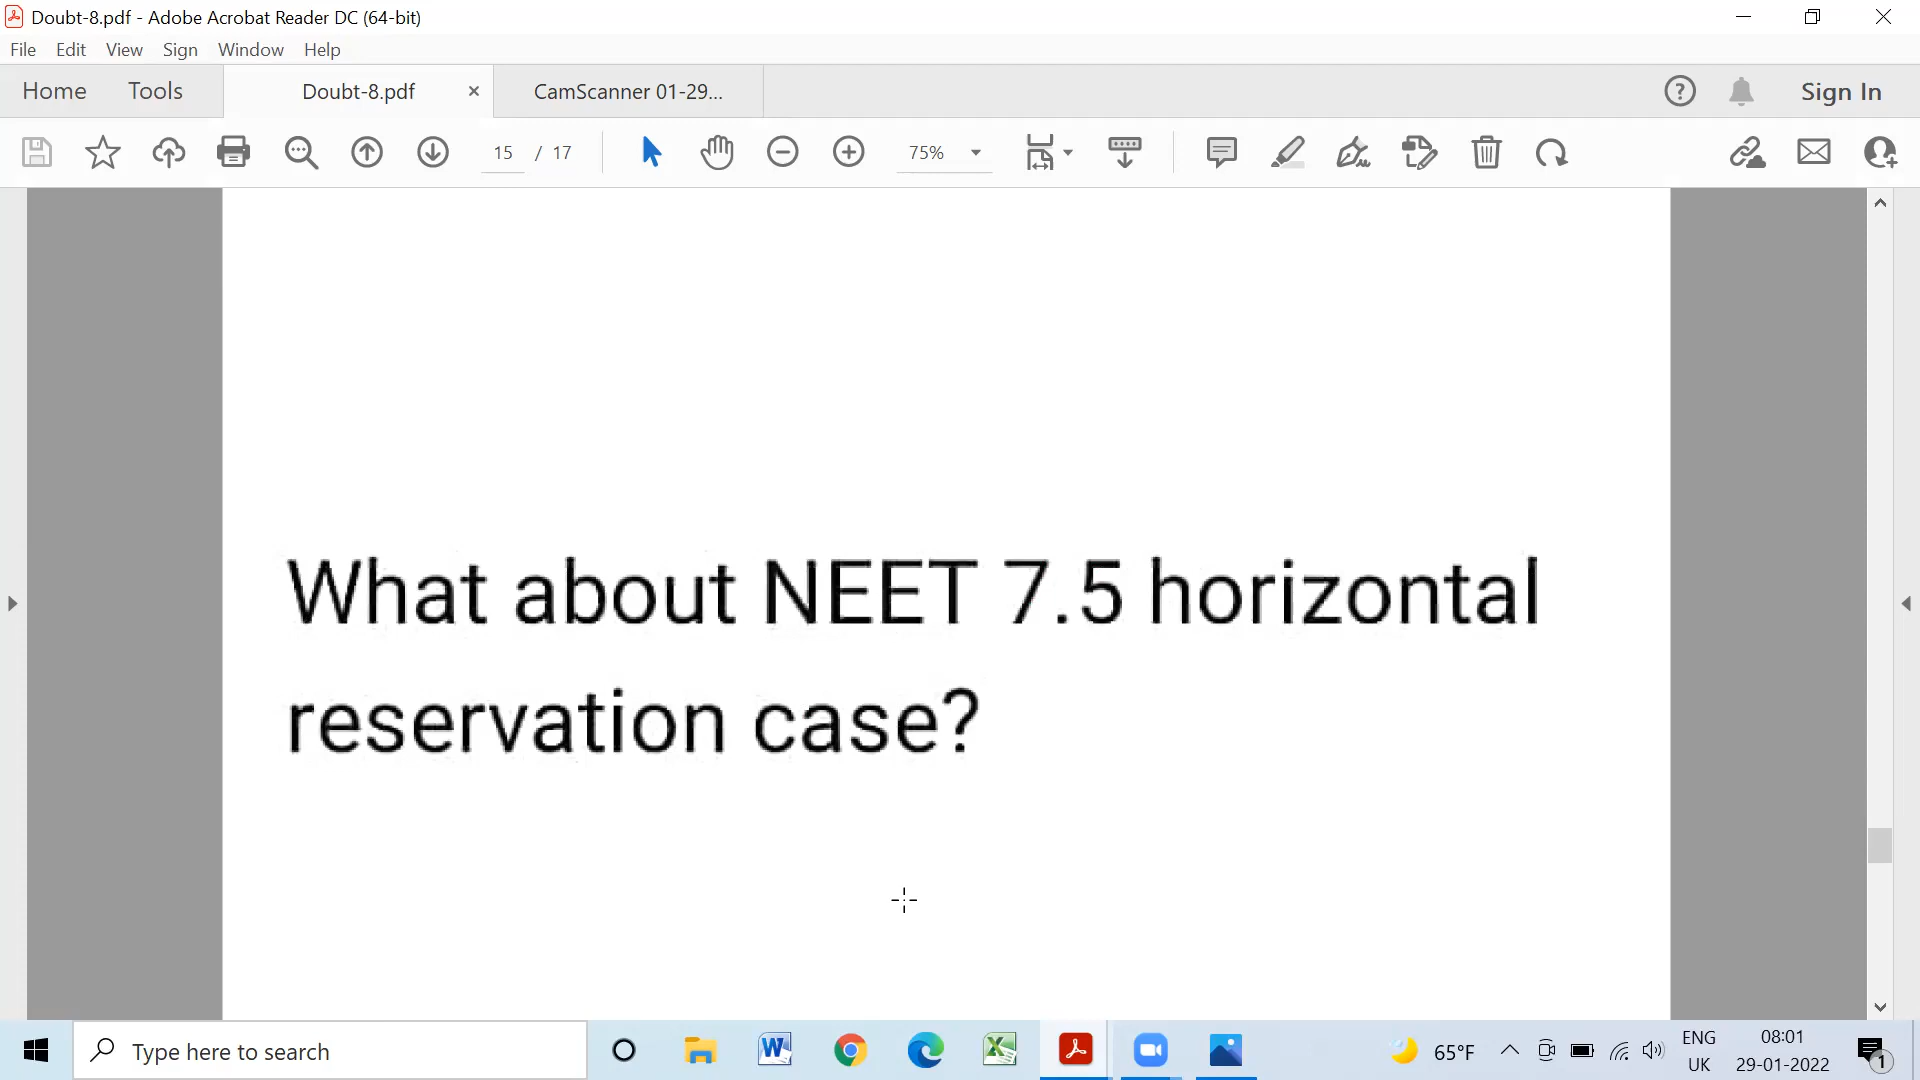 Doubt-8.pdf - Adobe Acrobat Reader DC (64-bit)
File Edit View Sign Window Help
Home Tools Doubt-8.pdf × CamScanner 01-29... ? Sign In
15 / 17 75%
What about NEET 7.5 horizontal
reservation case?
Type here to search
65°F
ENG
UK
08:01
29-01-2022
1